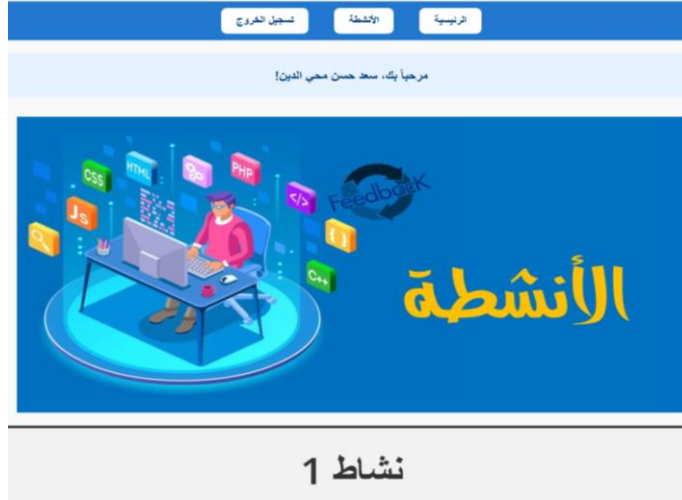 الرئيسية
الأنشطة
تسجيل الخروج
مرحباً بك، سعد حسن محي الدين!
CSS
HTML
PHP
</>
Js
{ }
C++
FeedbacK
الأنشطة
نشاط 1